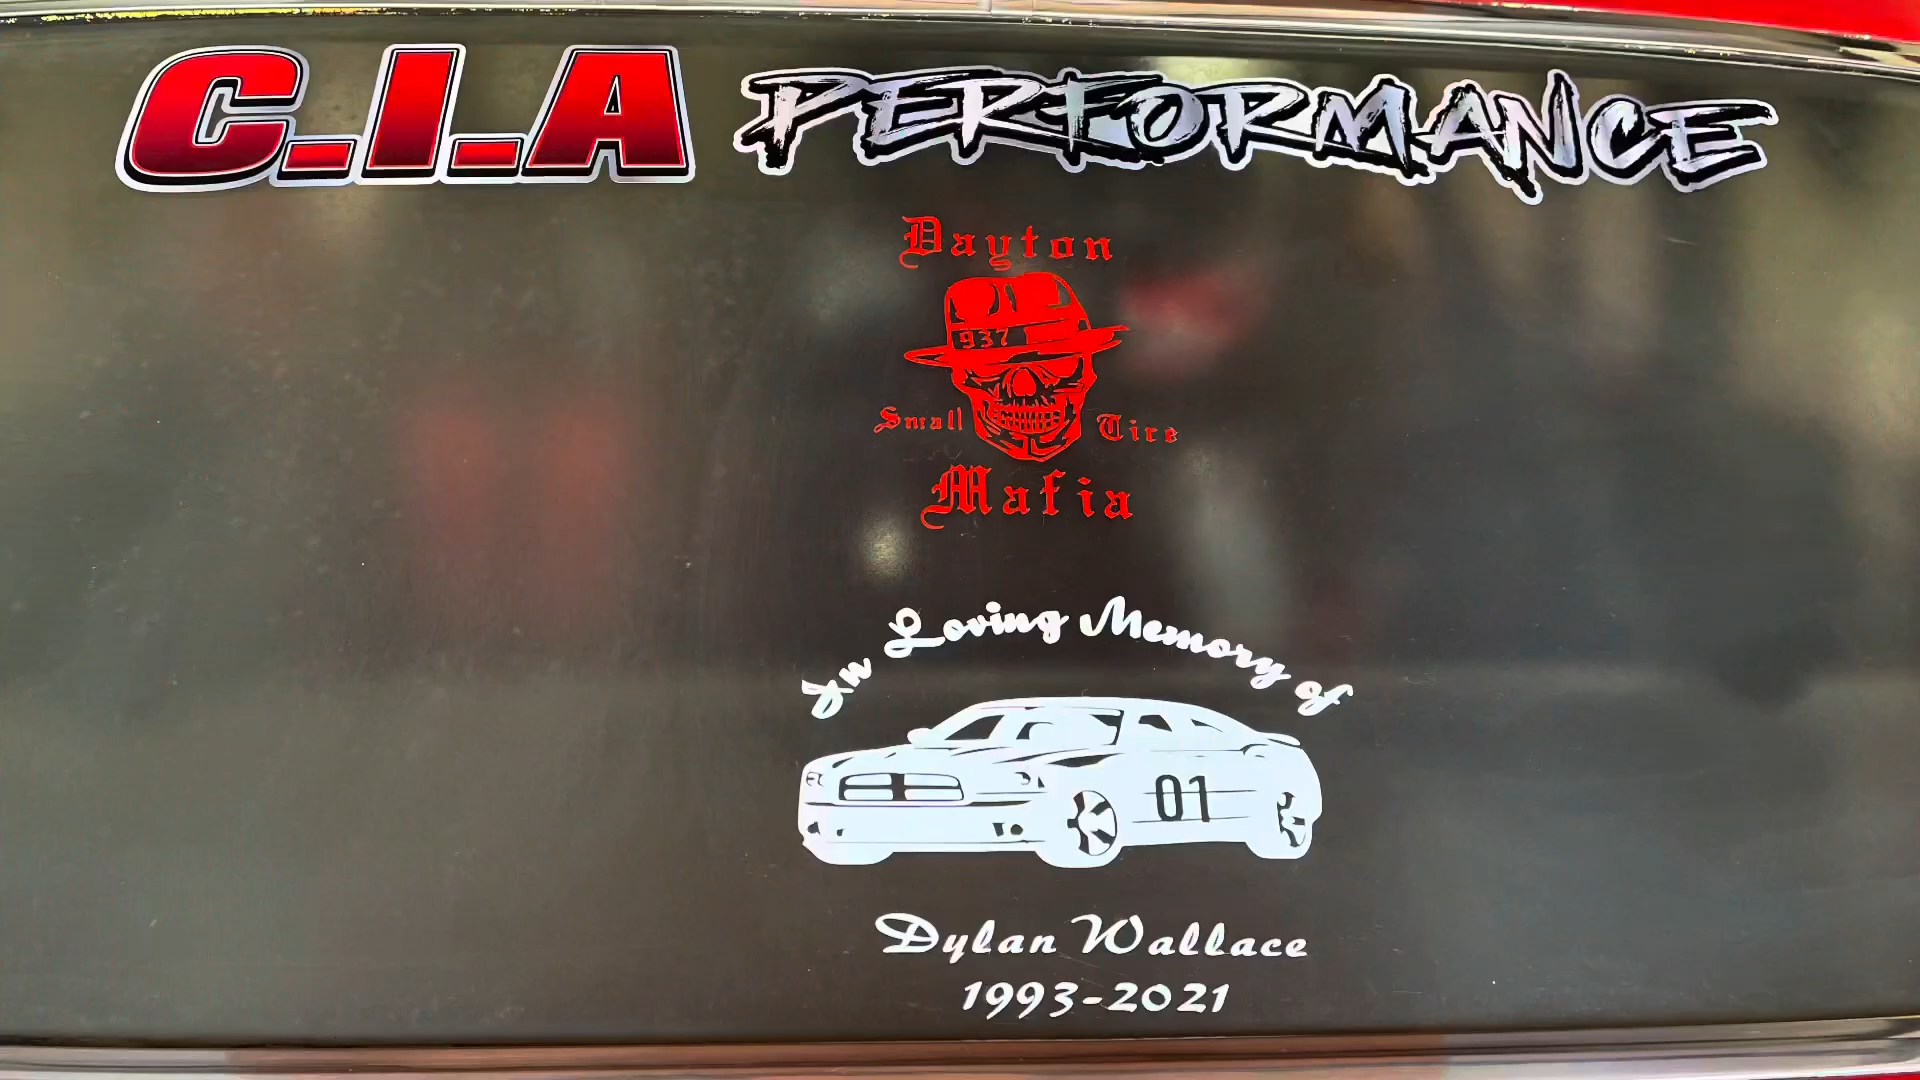 C.I.A PERFORMANCE
Dayton
937
Small Tire
Mafia
In Loving Memory of
01
Dylan Wallace
1993-2021